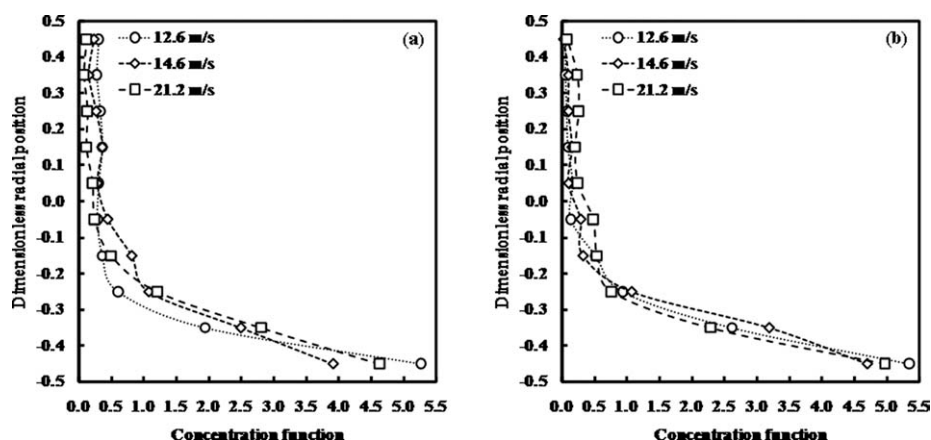 0.5
(a)
12.6 m/s
0.4
14.6 m/s
0.3
21.2 m/s
0.2
0.1
0.0
-0.1
-0.2
-0.3
-0.4
-0.5
Dimensionless radial position
0.0 0.5 1.0 1.5 2.0 2.5 3.0 3.5 4.0 4.5 5.0 5.5
Concentration function
0.5
(b)
12.6 m/s
0.4
14.6 m/s
0.3
21.2 m/s
0.2
0.1
0.0
-0.1
-0.2
-0.3
-0.4
-0.5
Dimensionless radial position
0.0 0.5 1.0 1.5 2.0 2.5 3.0 3.5 4.0 4.5 5.0 5.5
Concentration function